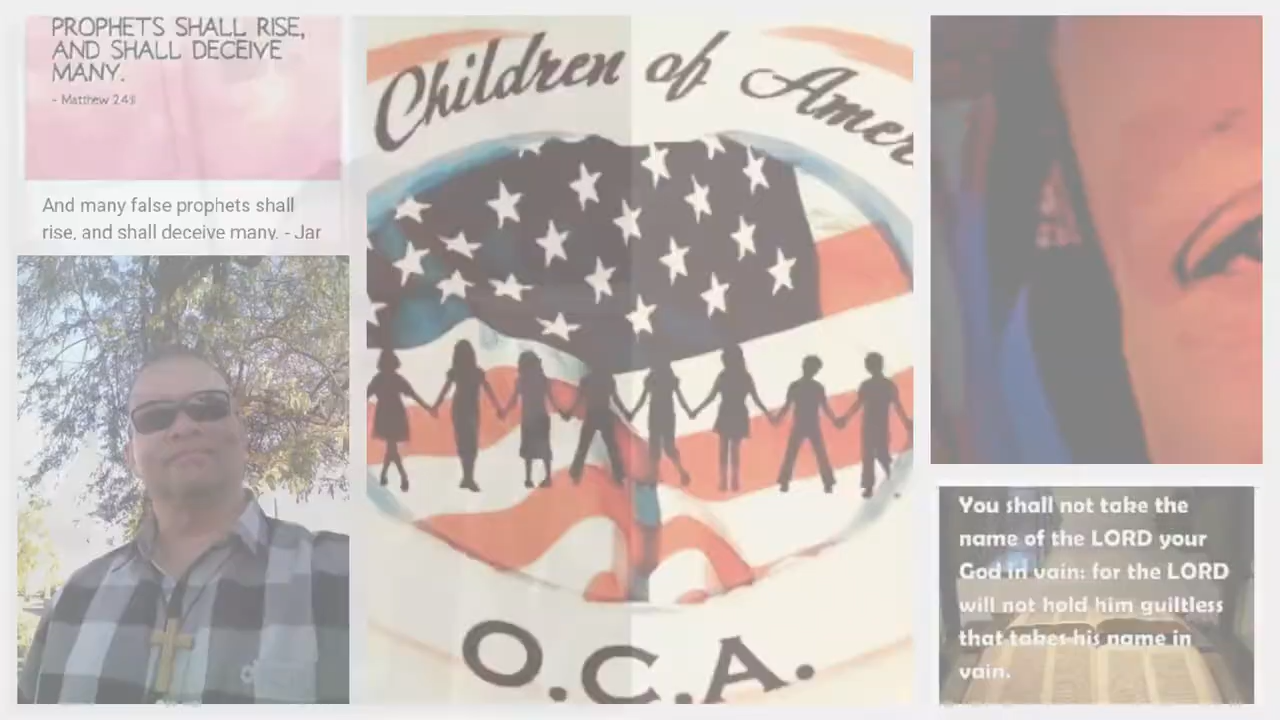 PROPHETS SHALL RISE,
AND SHALL DECEIVE
MANY.
- Matthew 24:11
And many false prophets shall
rise, and shall deceive many. - Jar
Children of Amer
O.C.A.
You shall not take the
name of the LORD your
God in vain: for the LORD
will not hold him guiltless
that takes his name in
vain.